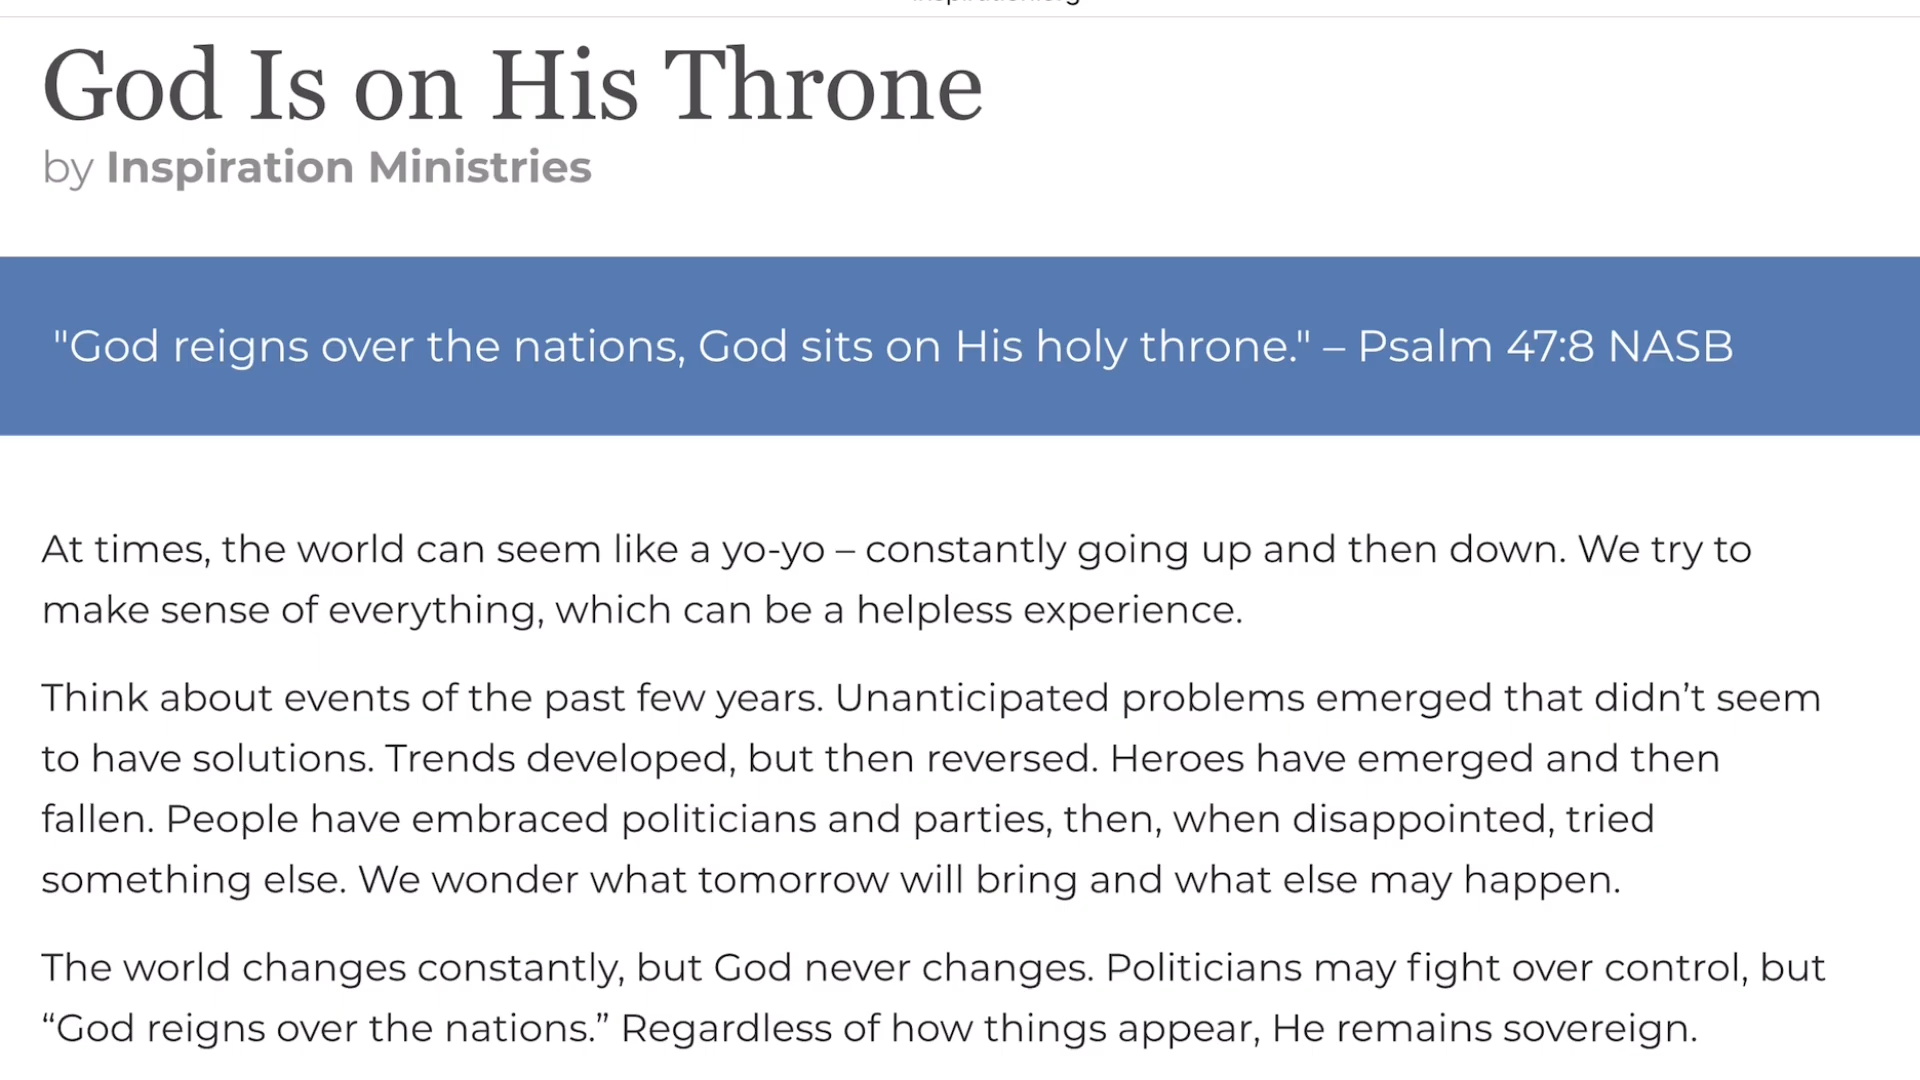 God Is on His Throne
by Inspiration Ministries
"God reigns over the nations, God sits on His holy throne." – Psalm 47:8 NASB
At times, the world can seem like a yo-yo – constantly going up and then down. We try to
make sense of everything, which can be a helpless experience.
Think about events of the past few years. Unanticipated problems emerged that didn’t seem
to have solutions. Trends developed, but then reversed. Heroes have emerged and then
fallen. People have embraced politicians and parties, then, when disappointed, tried
something else. We wonder what tomorrow will bring and what else may happen.
The world changes constantly, but God never changes. Politicians may fight over control, but
“God reigns over the nations.” Regardless of how things appear, He remains sovereign.